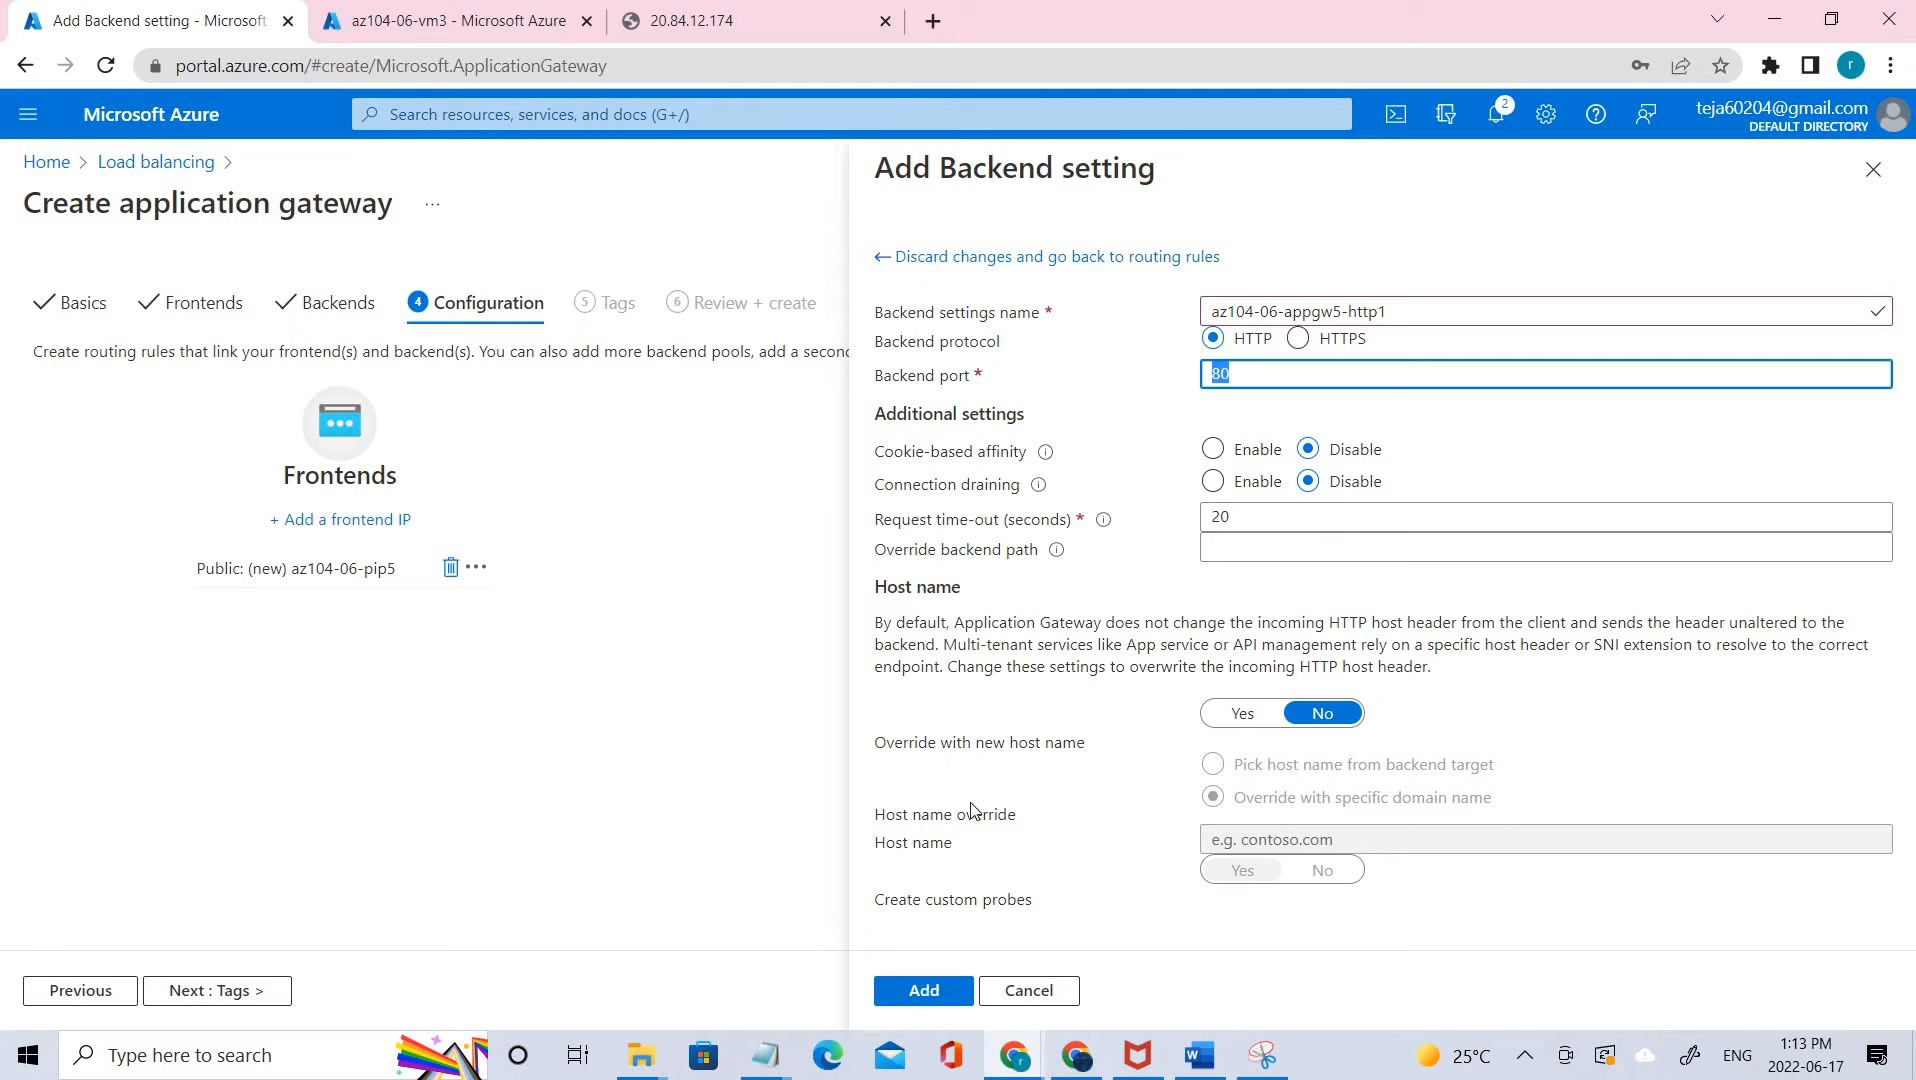 Add Backend setting - Microsoft
az104-06-vm3 - Microsoft Azure
20.84.12.174
portal.azure.com/#create/Microsoft.ApplicationGateway
r
Microsoft Azure
Search resources, services, and docs (G+/)
2
teja60204@gmail.com
DEFAULT DIRECTORY
Home > Load balancing >
Create application gateway ...
Basics
Frontends
Backends
4 Configuration
5 Tags
6 Review + create
Create routing rules that link your frontend(s) and backend(s). You can also add more backend pools, add a second
Frontends
+ Add a frontend IP
Public: (new) az104-06-pip5
Previous
Next : Tags >
Add Backend setting
← Discard changes and go back to routing rules
Backend settings name * az104-06-appgw5-http1
Backend protocol HTTP HTTPS
Backend port * 80
Additional settings
Cookie-based affinity Enable Disable
Connection draining Enable Disable
Request time-out (seconds) * 20
Override backend path
Host name
By default, Application Gateway does not change the incoming HTTP host header from the client and sends the header unaltered to the
backend. Multi-tenant services like App service or API management rely on a specific host header or SNI extension to resolve to the correct
endpoint. Change these settings to overwrite the incoming HTTP host header.
Yes No
Override with new host name
Pick host name from backend target
Override with specific domain name
Host name override
Host name e.g. contoso.com
Yes No
Create custom probes
Add
Cancel
Type here to search
25°C
ENG
1:13 PM
2022-06-17